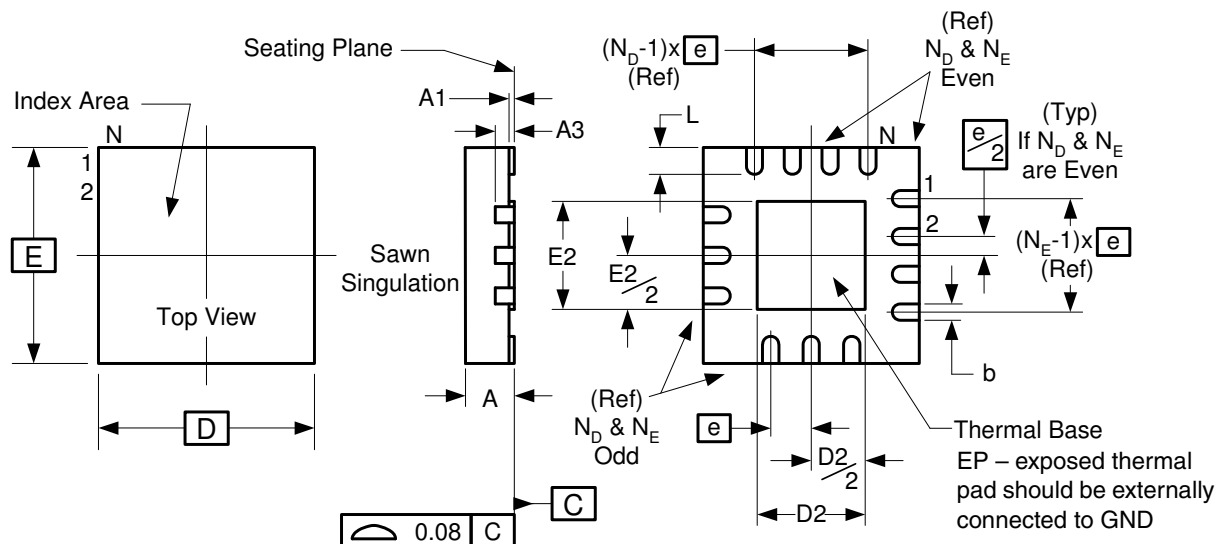 Seating Plane
Index Area
A1
A3
N
1
2
E
Top View
D
Sawn
Singulation
A
C
0.08 C
(N_D-1)x e
(Ref)
(Ref)
N_D & N_E
Even
L
N
e/2
(Typ)
If N_D & N_E
are Even
1
2
(N_E-1)x e
(Ref)
E2
E2/2
b
(Ref)
N_D & N_E
Odd
e
D2/2
D2
Thermal Base
EP – exposed thermal
pad should be externally
connected to GND